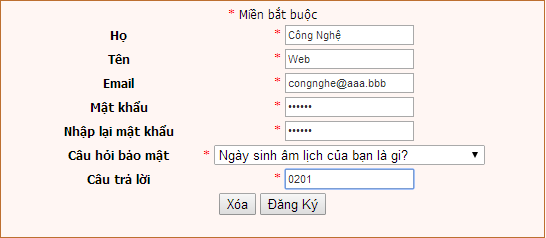 * Miền bắt buộc
Họ * Công Nghệ
Tên * Web
Email * congnghe@aaa.bbb
Mật khẩu * ••••••
Nhập lại mật khẩu * ••••••
Câu hỏi bảo mật * Ngày sinh âm lịch của bạn là gì?
Câu trả lời * 0201
Xóa Đăng Ký